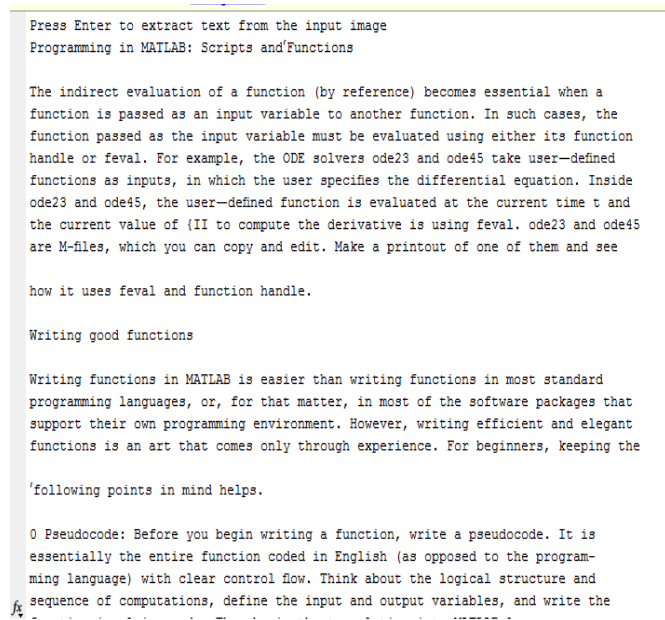 Press Enter to extract text from the input image
Programming in MATLAB: Scripts and‘Functions
The indirect evaluation of a function (by reference) becomes essential when a
function is passed as an input variable to another function. In such cases, the
function passed as the input variable must be evaluated using either its function
handle or feval. For example, the ODE solvers ode23 and ode45 take user—defined
functions as inputs, in which the user specifies the differential equation. Inside
ode23 and ode45, the user—defined function is evaluated at the current time t and
the current value of {II to compute the derivative is using feval. ode23 and ode45
are M-files, which you can copy and edit. Make a printout of one of them and see
how it uses feval and function handle.
Writing good functions
Writing functions in MATLAB is easier than writing functions in most standard
programming languages, or, for that matter, in most of the software packages that
support their own programming environment. However, writing efficient and elegant
functions is an art that comes only through experience. For beginners, keeping the
‘following points in mind helps.
0 Pseudocode: Before you begin writing a function, write a pseudocode. It is
essentially the entire function coded in English (as opposed to the program-
ming language) with clear control flow. Think about the logical structure and
sequence of computations, define the input and output variables, and write the
fx